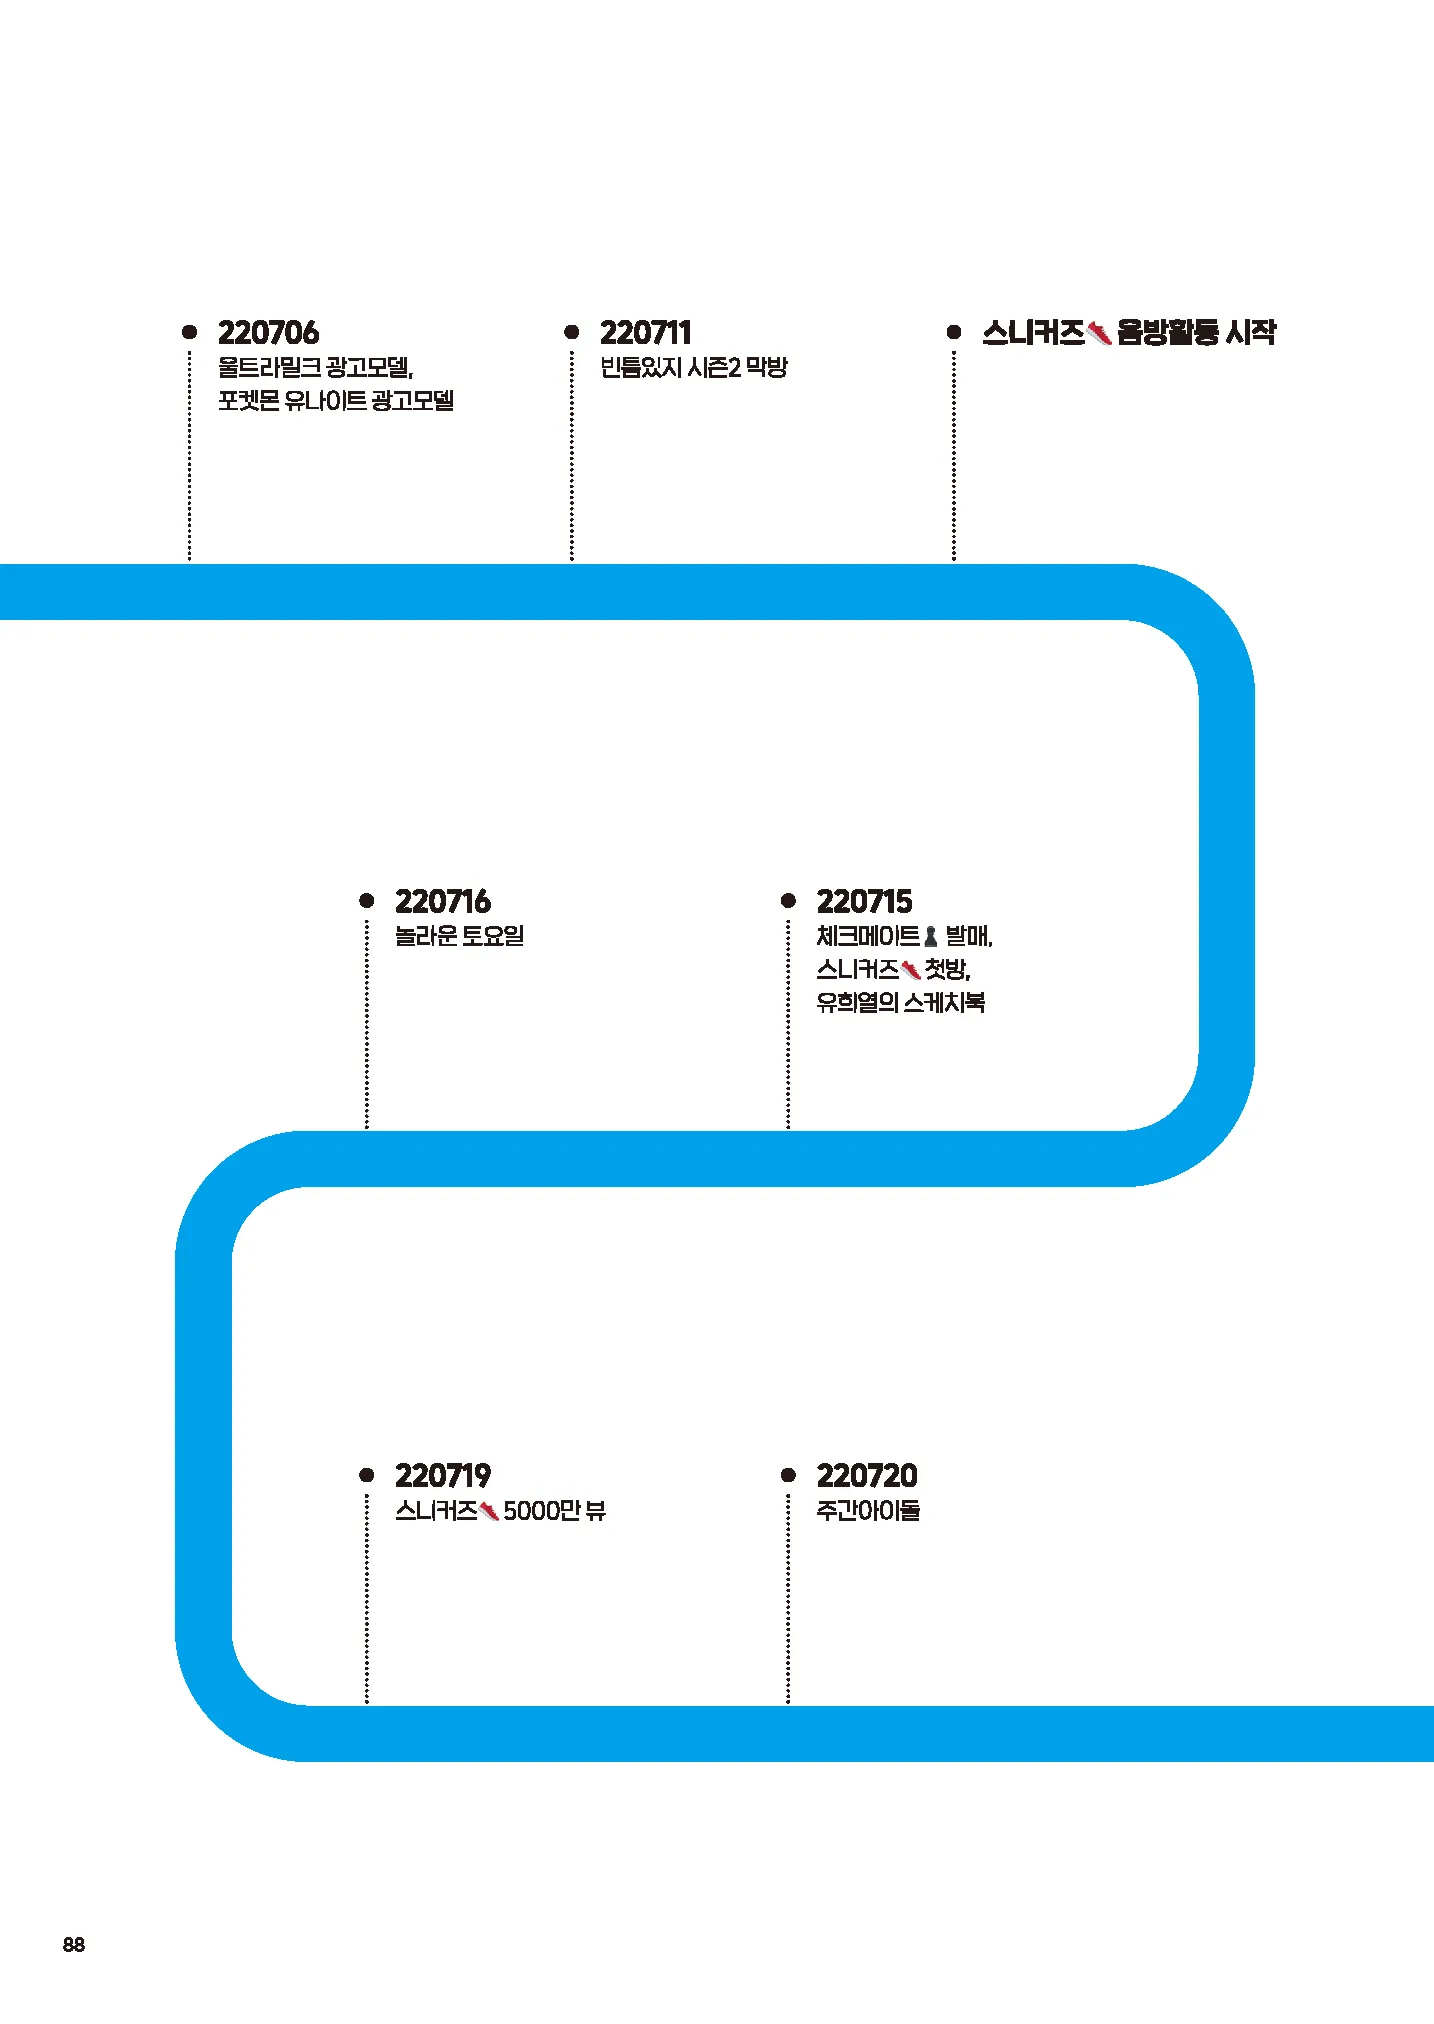 220706
울트라밀크 광고모델,
포켓몬 유나이트 광고모델
220711
빈틈있지 시즌2 막방
스니커즈👟 음방활동 시작
220715
체크메이트♟ 발매,
스니커즈👟 첫방,
유희열의 스케치북
220716
놀라운 토요일
220719
스니커즈👟 5000만 뷰
220720
주간아이돌
88